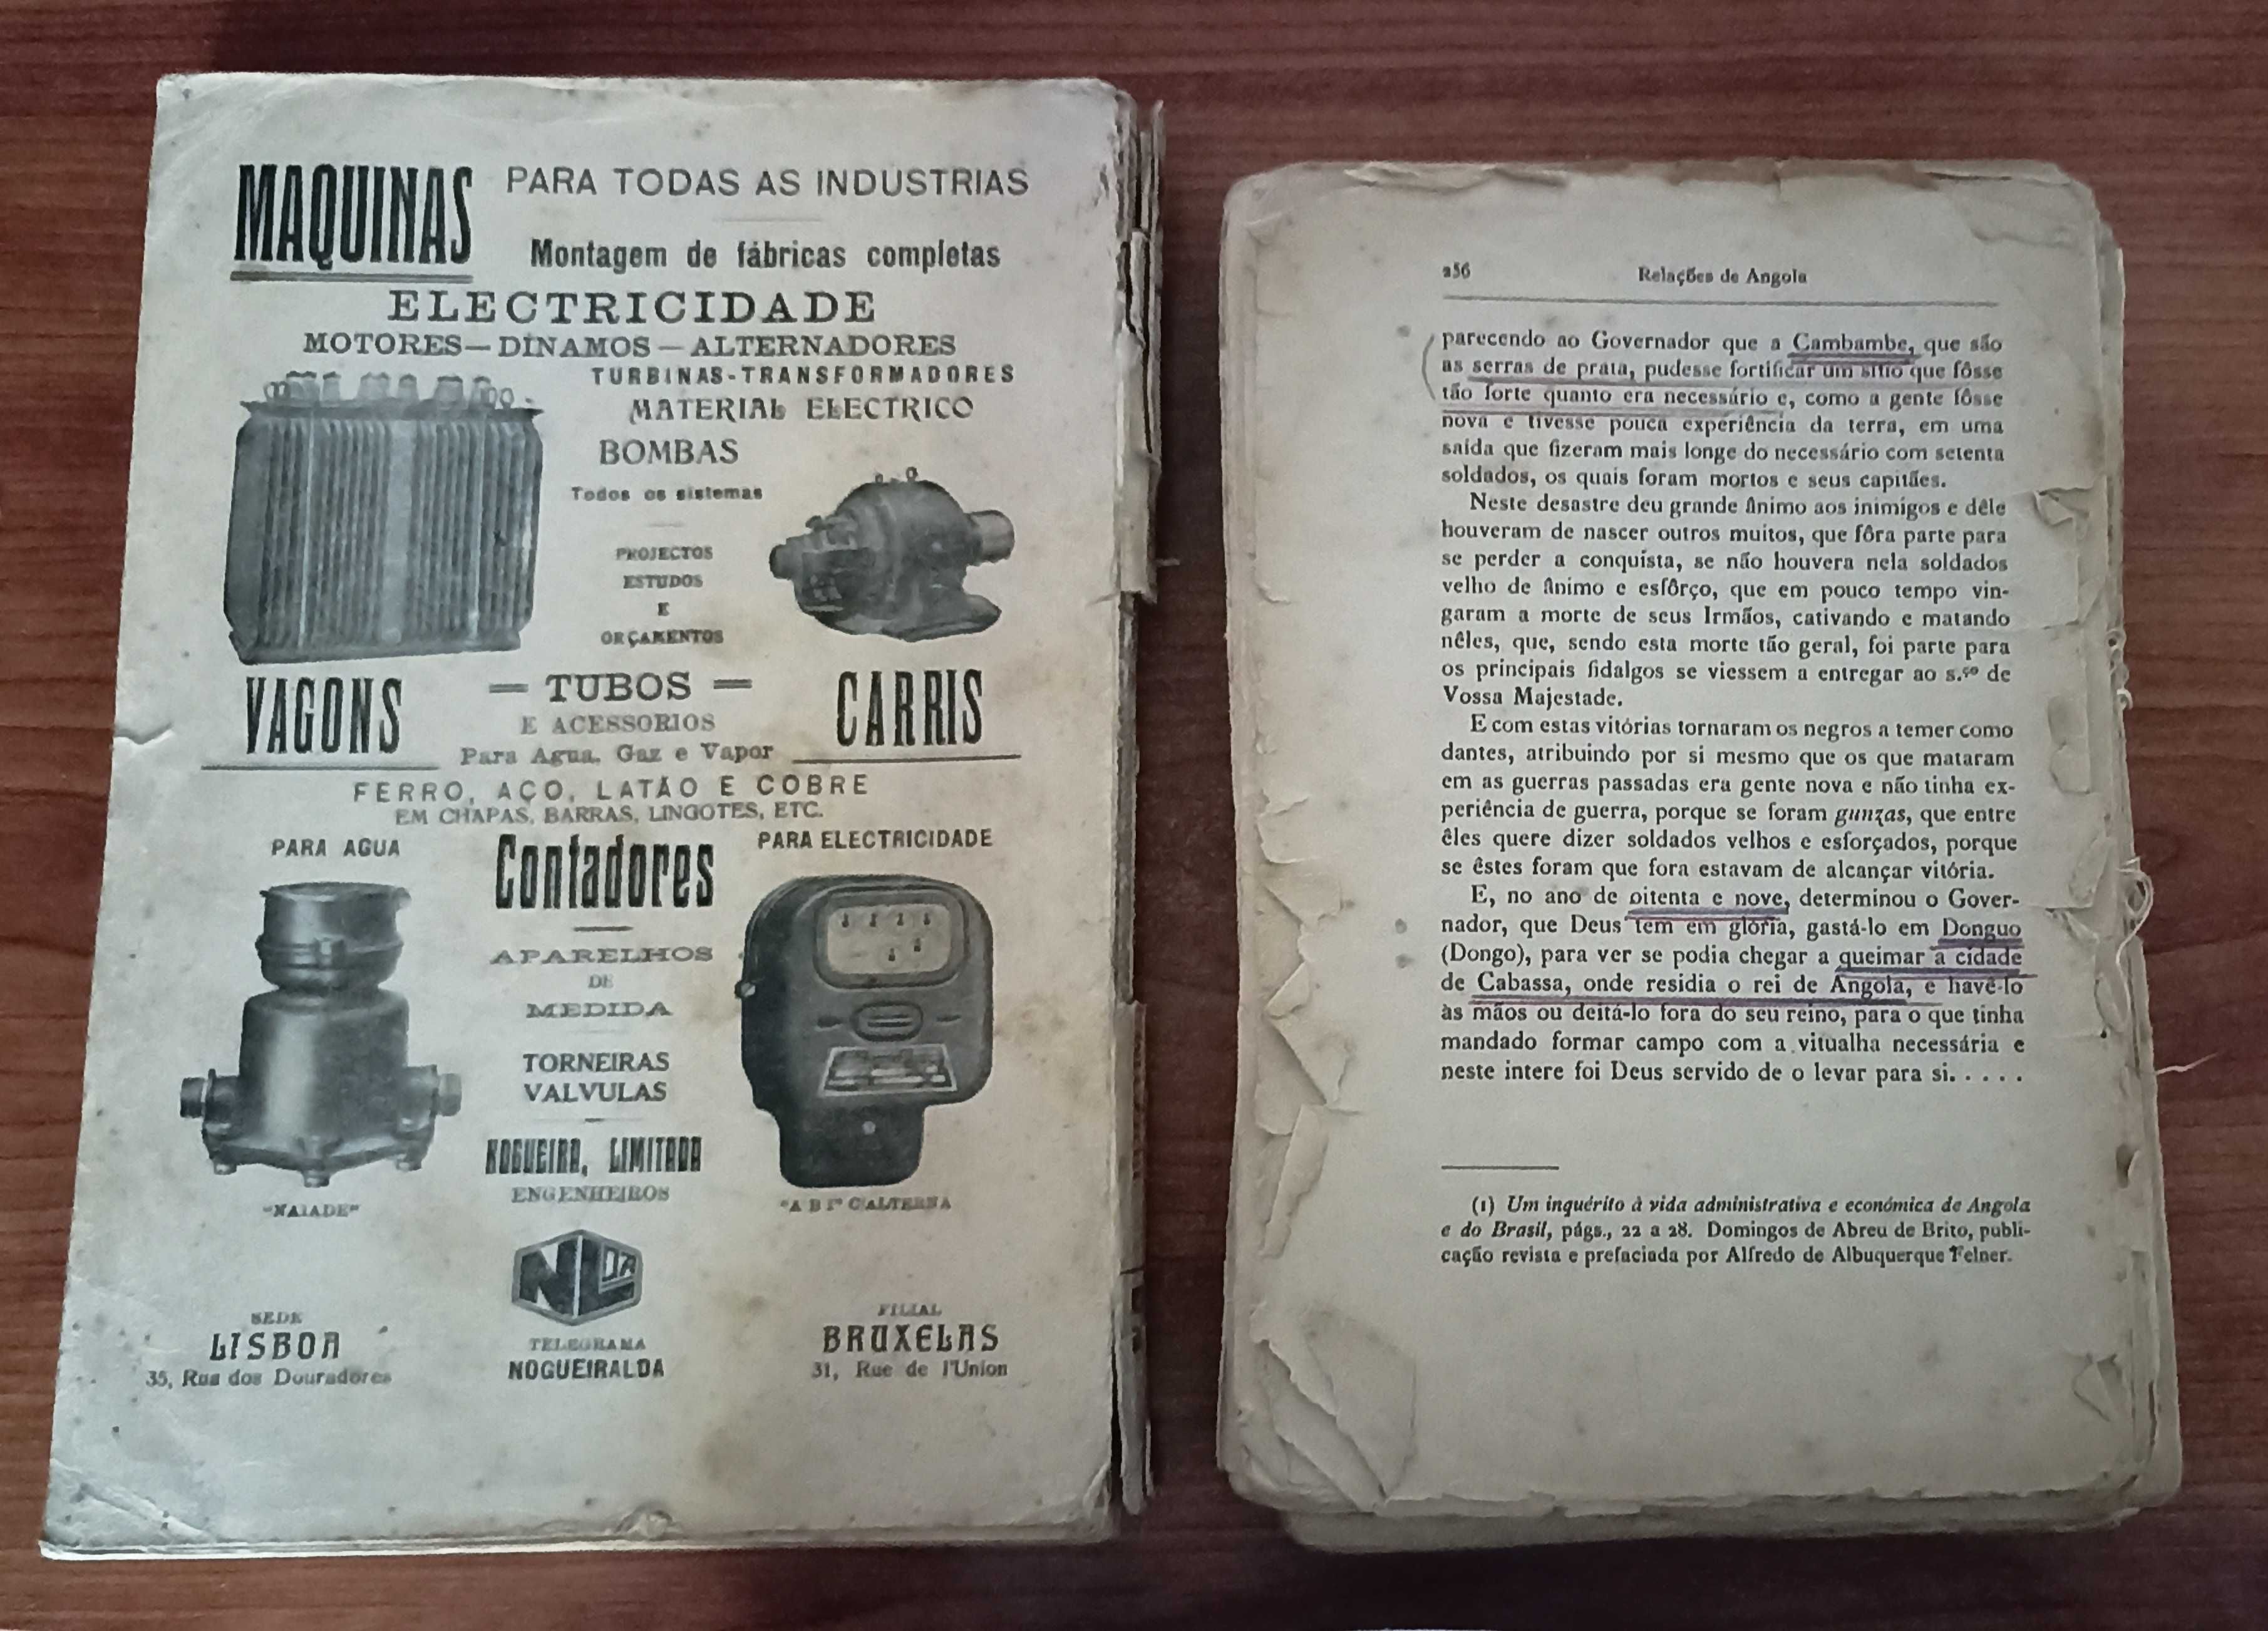 MAQUINAS PARA TODAS AS INDUSTRIAS
Montagem de fábricas completas
ELECTRICIDADE
MOTORES—DINAMOS—ALTERNADORES
TURBINAS-TRANSFORMADORES
MATERIAL ELECTRICO
BOMBAS
Todos os sistemas
PROJECTOS
ESTUDOS
E
ORÇAMENTOS
VAGONS
= TUBOS =
E ACESSORIOS
Para Agua, Gaz e Vapor
CARRIS
FERRO, AÇO, LATÃO E COBRE
EM CHAPAS, BARRAS, LINGOTES, ETC.
PARA AGUA
Contadores
PARA ELECTRICIDADE
APARELHOS
DE
MEDIDA
TORNEIRAS
VALVULAS
NOGUEIRA, LIMITADA
ENGENHEIROS
"NAIADE"
"A B I" C/ALTERNA
NLDA
SEDE
LISBOA
35, Rua dos Douradores
TELEGRAMA
NOGUEIRALDA
FILIAL
BRUXELAS
31, Rue de l'Union
256 Relações de Angola
parecendo ao Governador que a Cambambe, que são
as serras de prata, pudesse fortificar um sítio que fôsse
tão forte quanto era necessário e, como a gente fôsse
nova e tivesse pouca experiência da terra, em uma
saída que fizeram mais longe do necessário com setenta
soldados, os quais foram mortos e seus capitães.
Neste desastre deu grande ânimo aos inimigos e dêle
houveram de nascer outros muitos, que fôra parte para
se perder a conquista, se não houvera nela soldados
velho de ânimo e esfôrço, que em pouco tempo vin-
garam a morte de seus Irmãos, cativando e matando
nêles, que, sendo esta morte tão geral, foi parte para
os principais fidalgos se viessem a entregar ao s.ço de
Vossa Majestade.
E com estas vitórias tornaram os negros a temer como
dantes, atribuindo por si mesmo que os que mataram
em as guerras passadas era gente nova e não tinha ex-
periência de guerra, porque se foram gunzas, que entre
êles quere dizer soldados velhos e esforçados, porque
se êstes foram que fora estavam de alcançar vitória.
E, no ano de oitenta e nove, determinou o Gover-
nador, que Deus tem em glória, gastá-lo em Donguo
(Dongo), para ver se podia chegar a queimar a cidade
de Cabassa, onde residia o rei de Angola, e havê-lo
às mãos ou deitá-lo fora do seu reino, para o que tinha
mandado formar campo com a vitualha necessária e
neste intere foi Deus servido de o levar para si. . . . .
(1) Um inquérito à vida administrativa e económica de Angola
e do Brasil, págs., 22 a 28. Domingos de Abreu de Brito, publi-
cação revista e prefaciada por Alfredo de Albuquerque Felner.